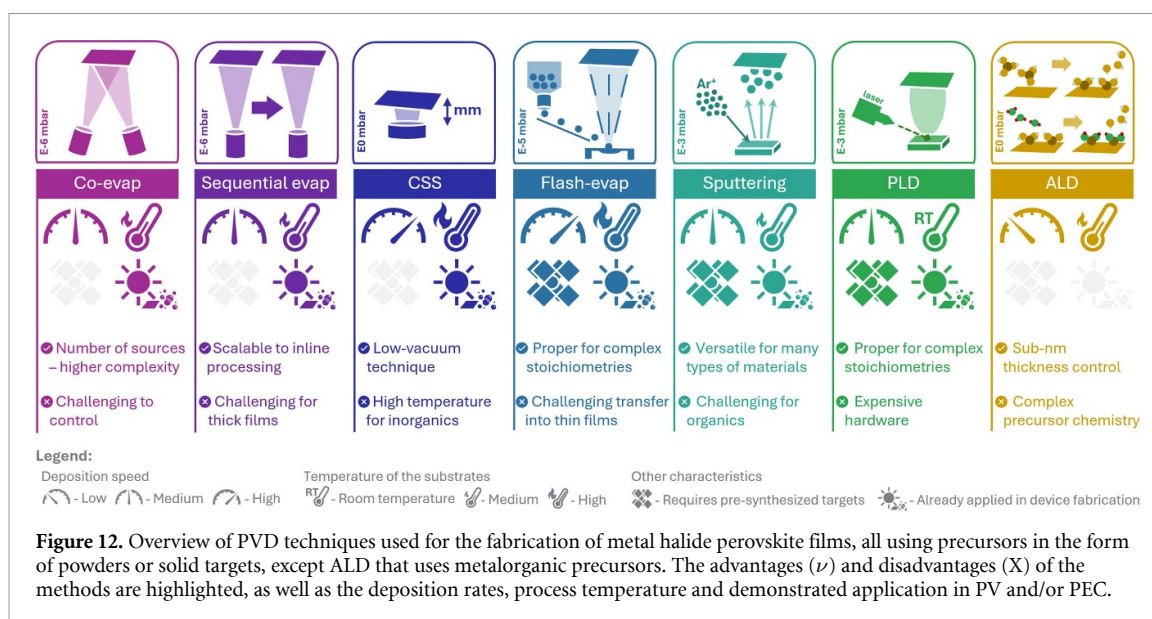 E-6 mbar
E-6 mbar
E0 mbar
mm
E-5 mbar
E-3 mbar
Ar+
E-3 mbar
laser
E0 mbar
Co-evap
Sequential evap
CSS
Flash-evap
Sputtering
PLD
ALD
RT
Number of sources
– higher complexity
Challenging to
control
Scalable to inline
processing
Challenging for
thick films
Low-vacuum
technique
High temperature
for inorganics
Proper for complex
stoichiometries
Challenging transfer
into thin films
Versatile for many
types of materials
Challenging for
organics
Proper for complex
stoichiometries
Expensive
hardware
Sub-nm
thickness control
Complex
precursor chemistry
Legend:
Deposition speed
- Low
- Medium
- High
Temperature of the substrates
RT
- Room temperature
- Medium
- High
Other characteristics
- Requires pre-synthesized targets
- Already applied in device fabrication
Figure 12. Overview of PVD techniques used for the fabrication of metal halide perovskite films, all using precursors in the form
of powders or solid targets, except ALD that uses metalorganic precursors. The advantages (ν) and disadvantages (X) of the
methods are highlighted, as well as the deposition rates, process temperature and demonstrated application in PV and/or PEC.